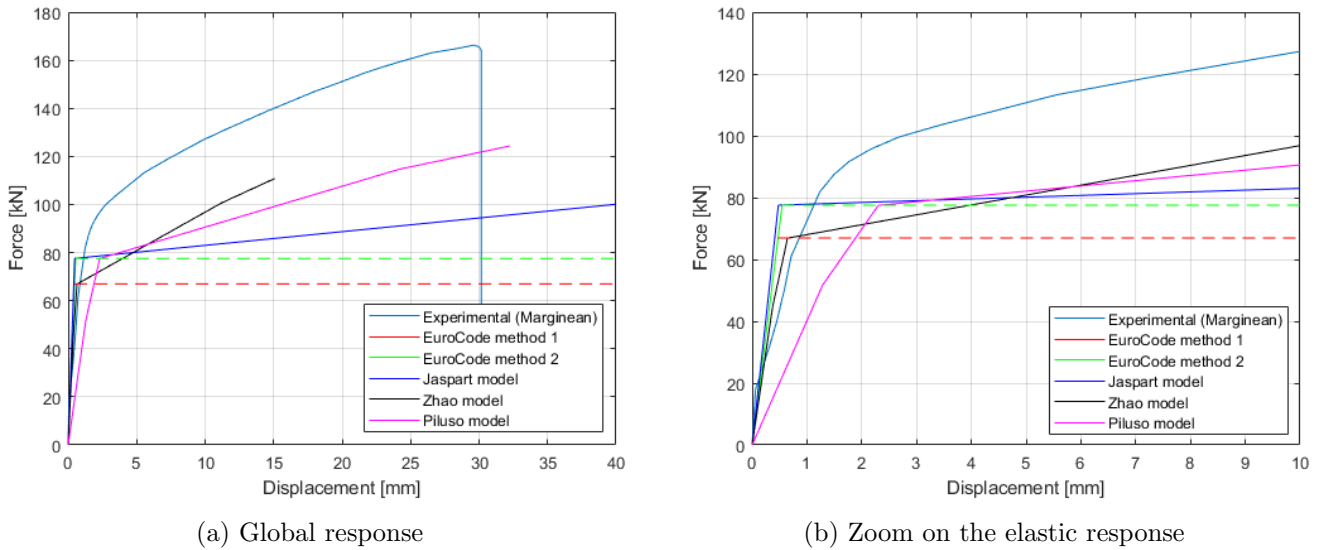 180
160
140
120
100
80
60
40
20
0
Force [kN]
0 5 10 15 20 25 30 35 40
Displacement [mm]
Experimental (Marginean)
EuroCode method 1
EuroCode method 2
Jaspart model
Zhao model
Piluso model
(a) Global response
140
120
100
80
60
40
20
0
Force [kN]
0 1 2 3 4 5 6 7 8 9 10
Displacement [mm]
Experimental (Marginean)
EuroCode method 1
EuroCode method 2
Jaspart model
Zhao model
Piluso model
(b) Zoom on the elastic response